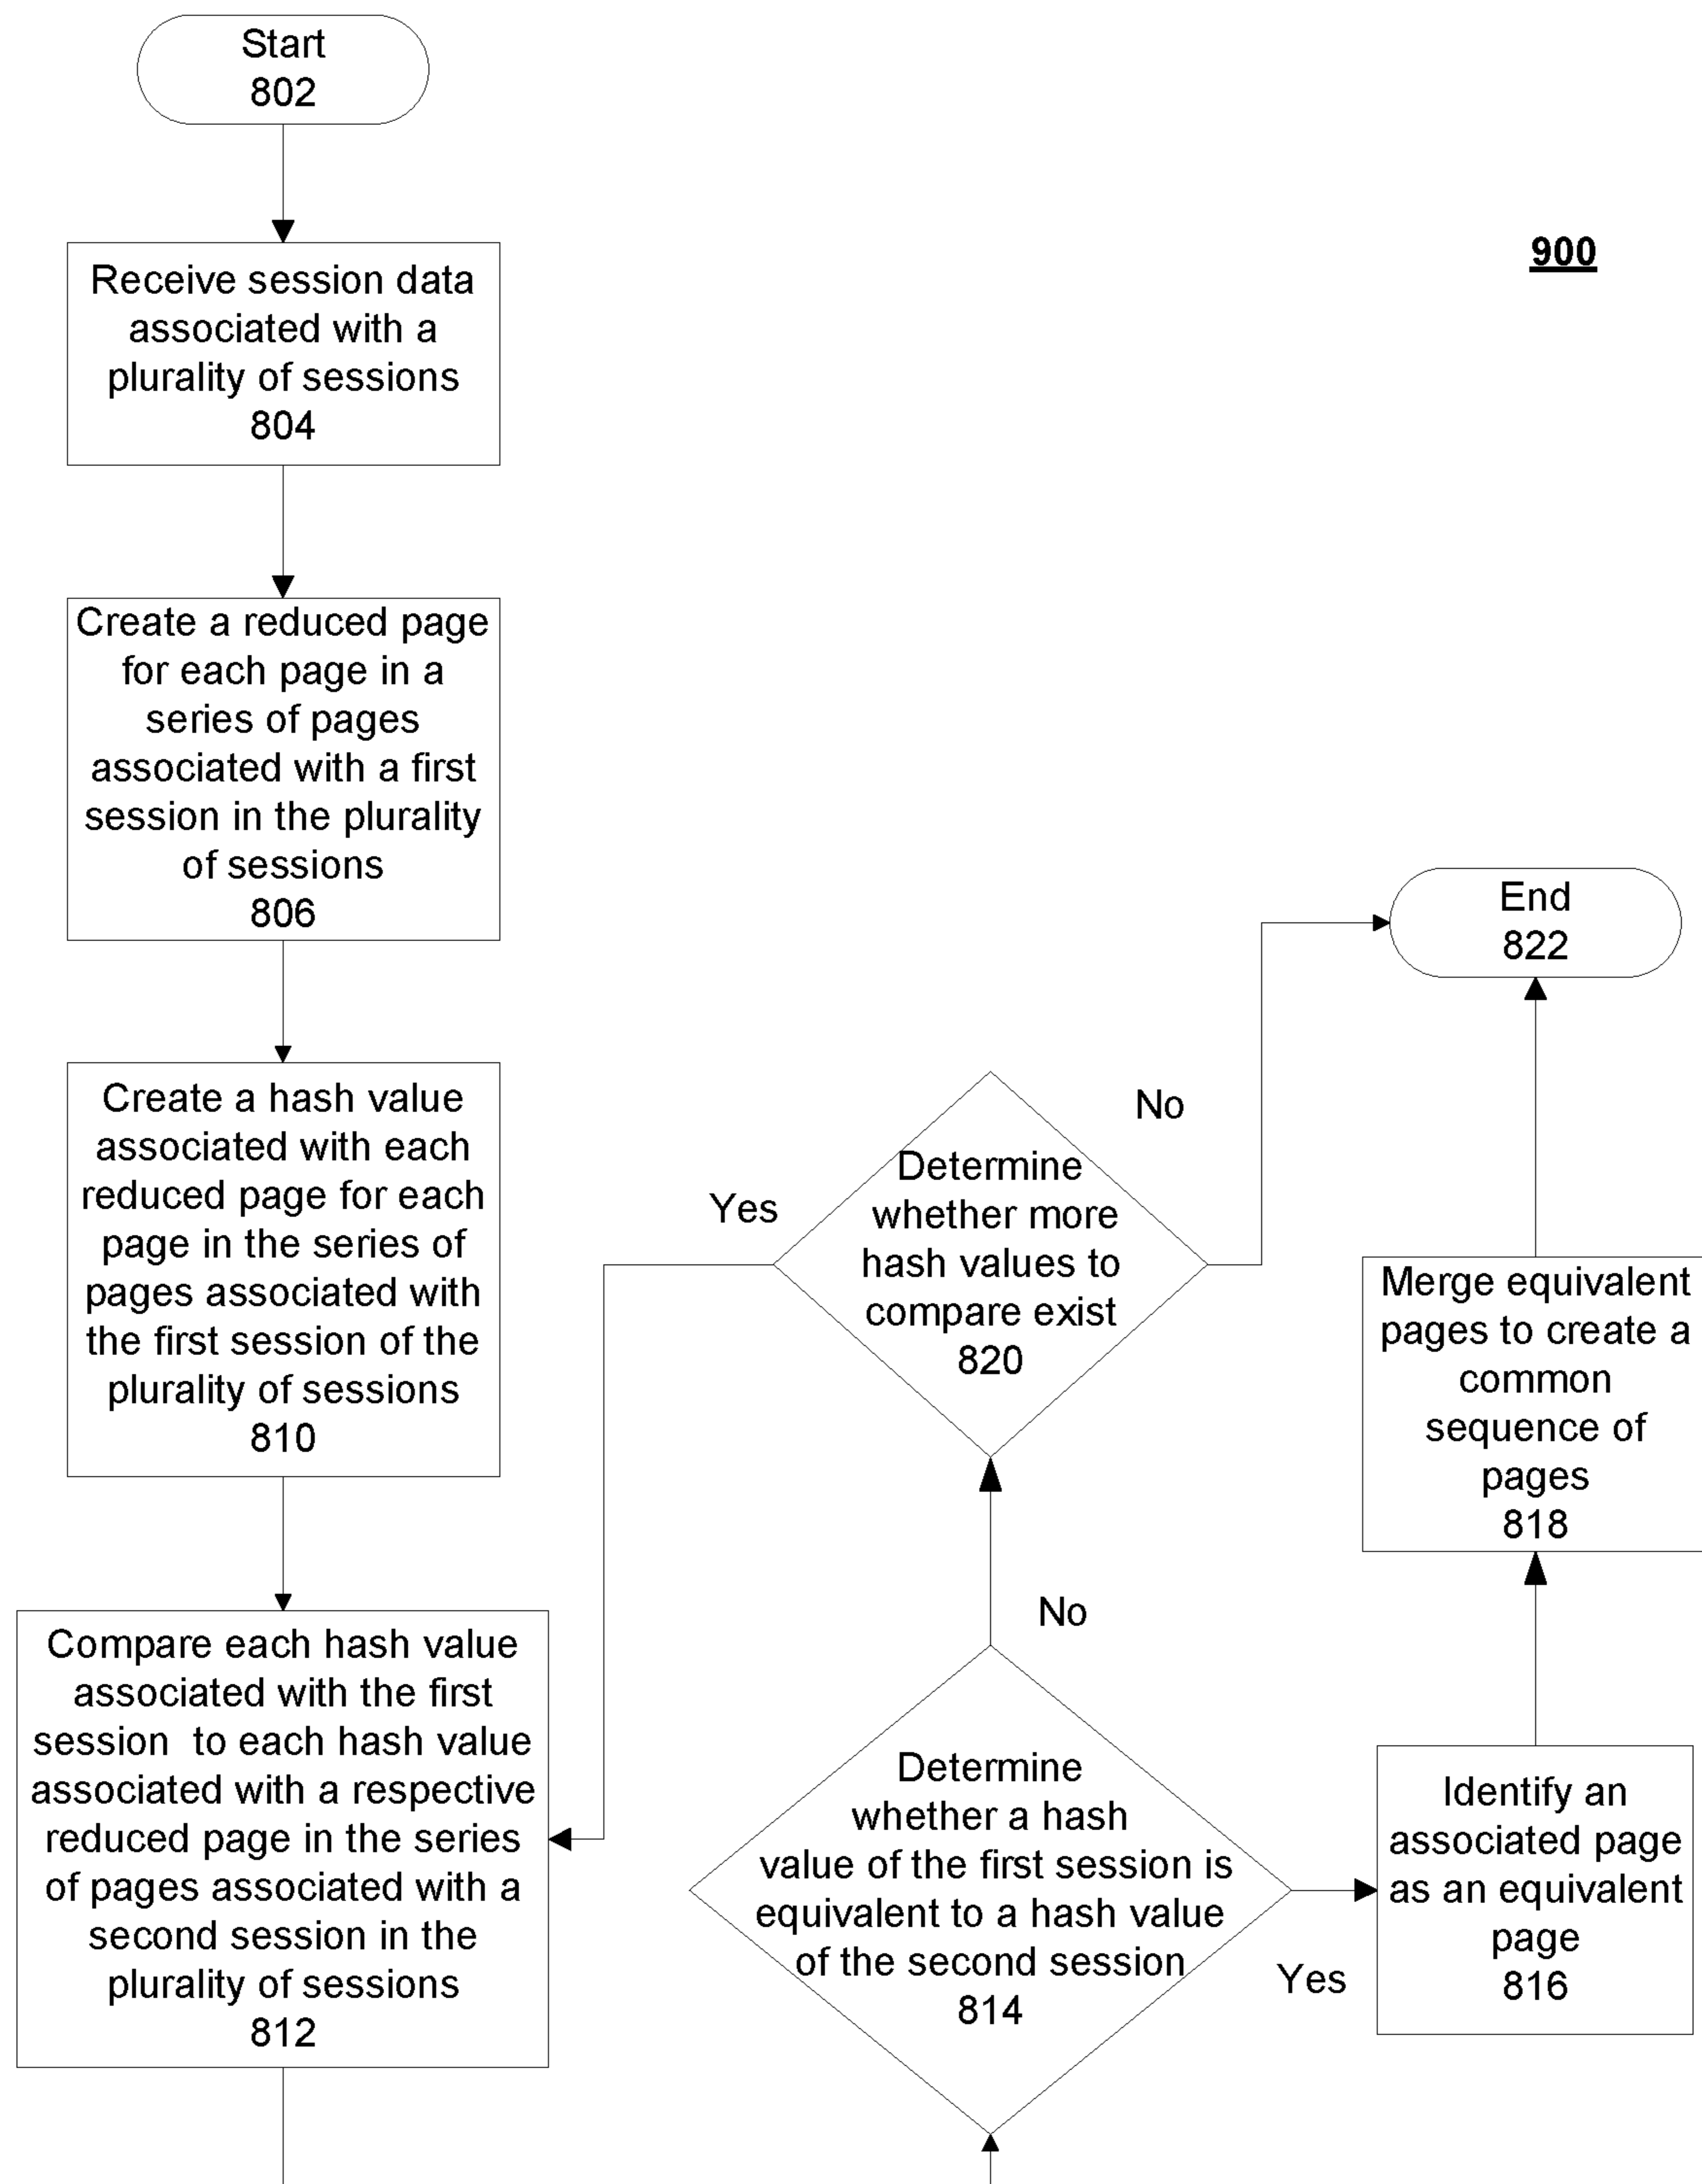 Start
802
900
Receive session data
associated with a
plurality of sessions
804
Create a reduced page
for each page in a
series of pages
associated with a first
session in the plurality
of sessions
806
Create a hash value
associated with each
reduced page for each
page in the series of
pages associated with
the first session of the
plurality of sessions
810
Compare each hash value
associated with the first
session  to each hash value
associated with a respective
reduced page in the series
of pages associated with a
second session in the
plurality of sessions
812
Determine
whether a hash
value of the first session is
equivalent to a hash value
of the second session
814
No
Yes
Determine
whether more
hash values to
compare exist
820
Yes
No
Identify an
associated page
as an equivalent
page
816
Merge equivalent
pages to create a
common
sequence of
pages
818
End
822